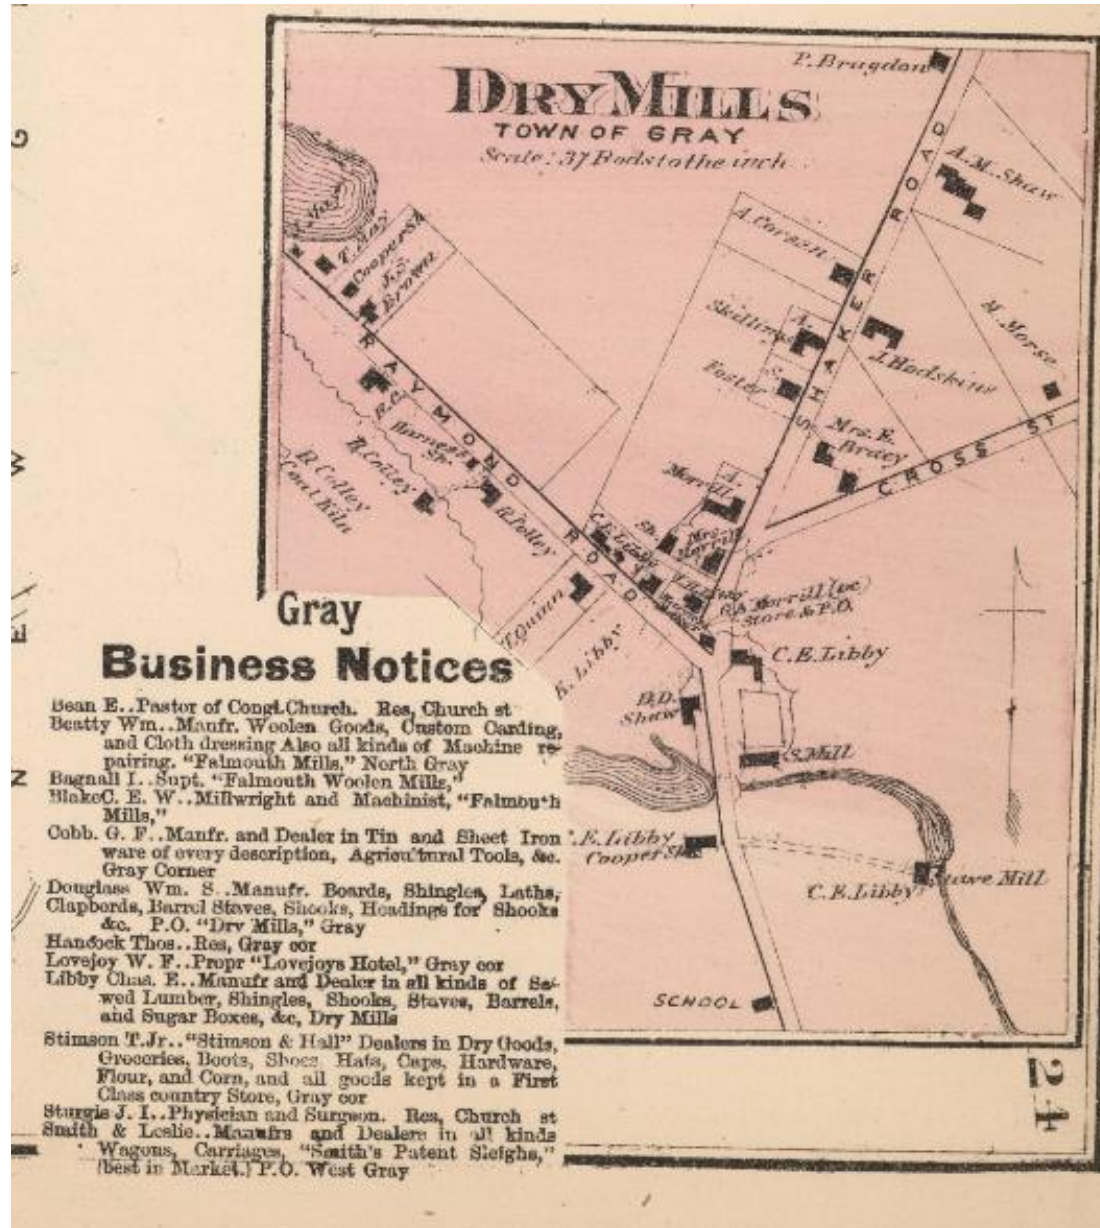 DRY MILLS
TOWN OF GRAY
Scale: 37 Rods to the inch
P. Bragdon
A. M. Shaw
SHAKER ROAD
T. May
Cooper Sh
J. S. Brown
A. Corson
Skillings
A.
Foster
S.
J. Hodskins
M. Morse
Mrs. E.
CROSS ST
RAYMOND ROAD
R. C.
Harness
Sh.
R. Colley
R. Colley
R. Colley
Coal Kiln
A.
Morrill
Sh.
C. E. Libby
G. A. Morrill
Store & P.O.
T. Quinn
E. Libby
C. E. Libby
B. D.
Shaw
S. Mill
C. E. Libby
Cooper Sh.
C. E. Libby
Stave Mill
SCHOOL
Gray
Business Notices
Bean E..Pastor of Congl.Church. Res, Church st
Beatty Wm..Manfr. Woolen Goods, Custom Carding,
and Cloth dressing Also all kinds of Machine re-
pairing. "Falmouth Mills," North Gray
Bagnall I..Supt. "Falmouth Woolen Mills,"
Blake C. E. W..Millwright and Machinist, "Falmouth
Mills,"
Cobb. G. F..Manfr. and Dealer in Tin and Sheet Iron
ware of every description, Agricultural Tools, &c.
Gray Corner
Douglass Wm. S..Manufr. Boards, Shingles, Laths,
Clapbords, Barrel Staves, Shooks, Headings for Shooks
&c. P.O. "Dry Mills," Gray
Hancock Thos..Res, Gray cor
Lovejoy W. F..Propr "Lovejoys Hotel," Gray cor
Libby Chas. E..Manufr and Dealer in all kinds of Sa-
wed Lumber, Shingles, Shooks, Staves, Barrels,
and Sugar Boxes, &c, Dry Mills
Stimson T. Jr.."Stimson & Hall" Dealers in Dry Goods,
Groceries, Boots, Shoes Hats, Caps, Hardware,
Flour, and Corn, and all goods kept in a First
Class country Store, Gray cor
Sturgis J. I..Physician and Surgeon. Res, Church st
Smith & Leslie..Manufrs and Dealers in all kinds
Wagons, Carriages, "Smith's Patent Sleighs,"
(best in Market.) P.O. West Gray
24